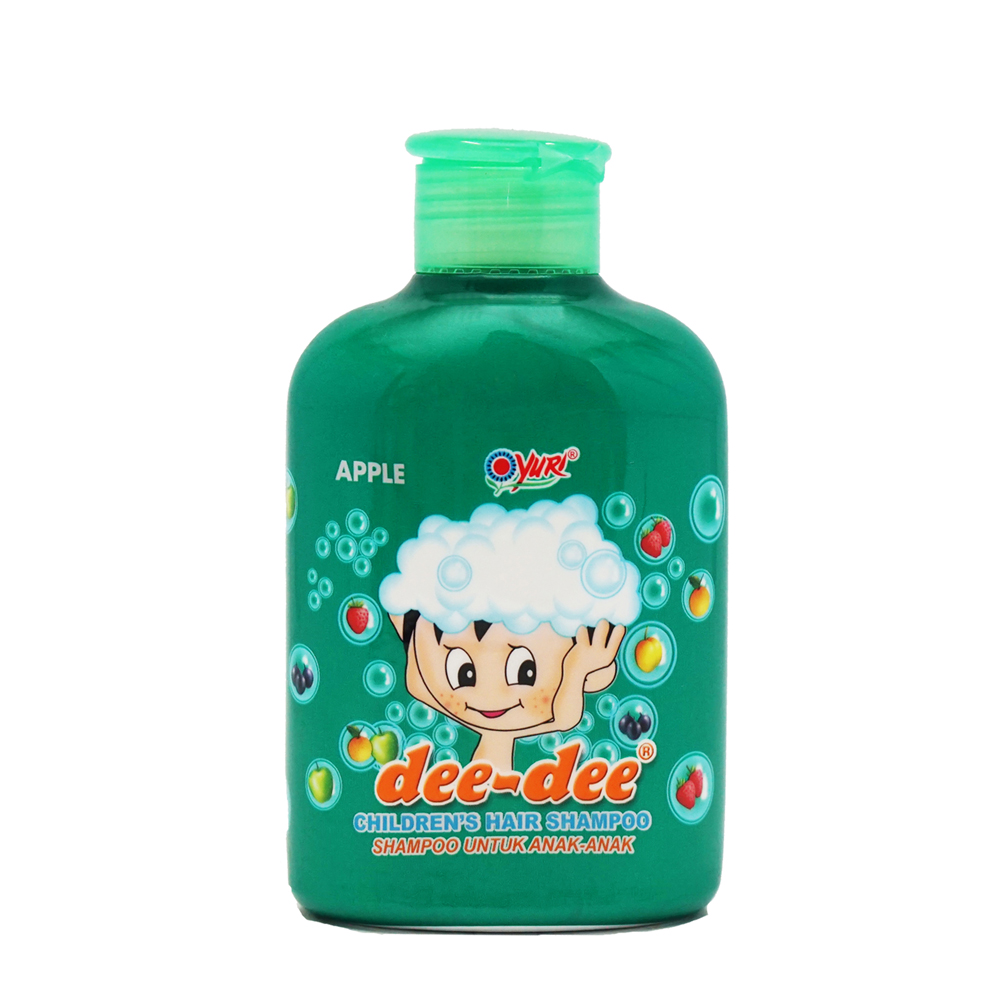 APPLE
YURI®
dee-dee®
CHILDREN'S HAIR SHAMPOO
SHAMPOO UNTUK ANAK-ANAK